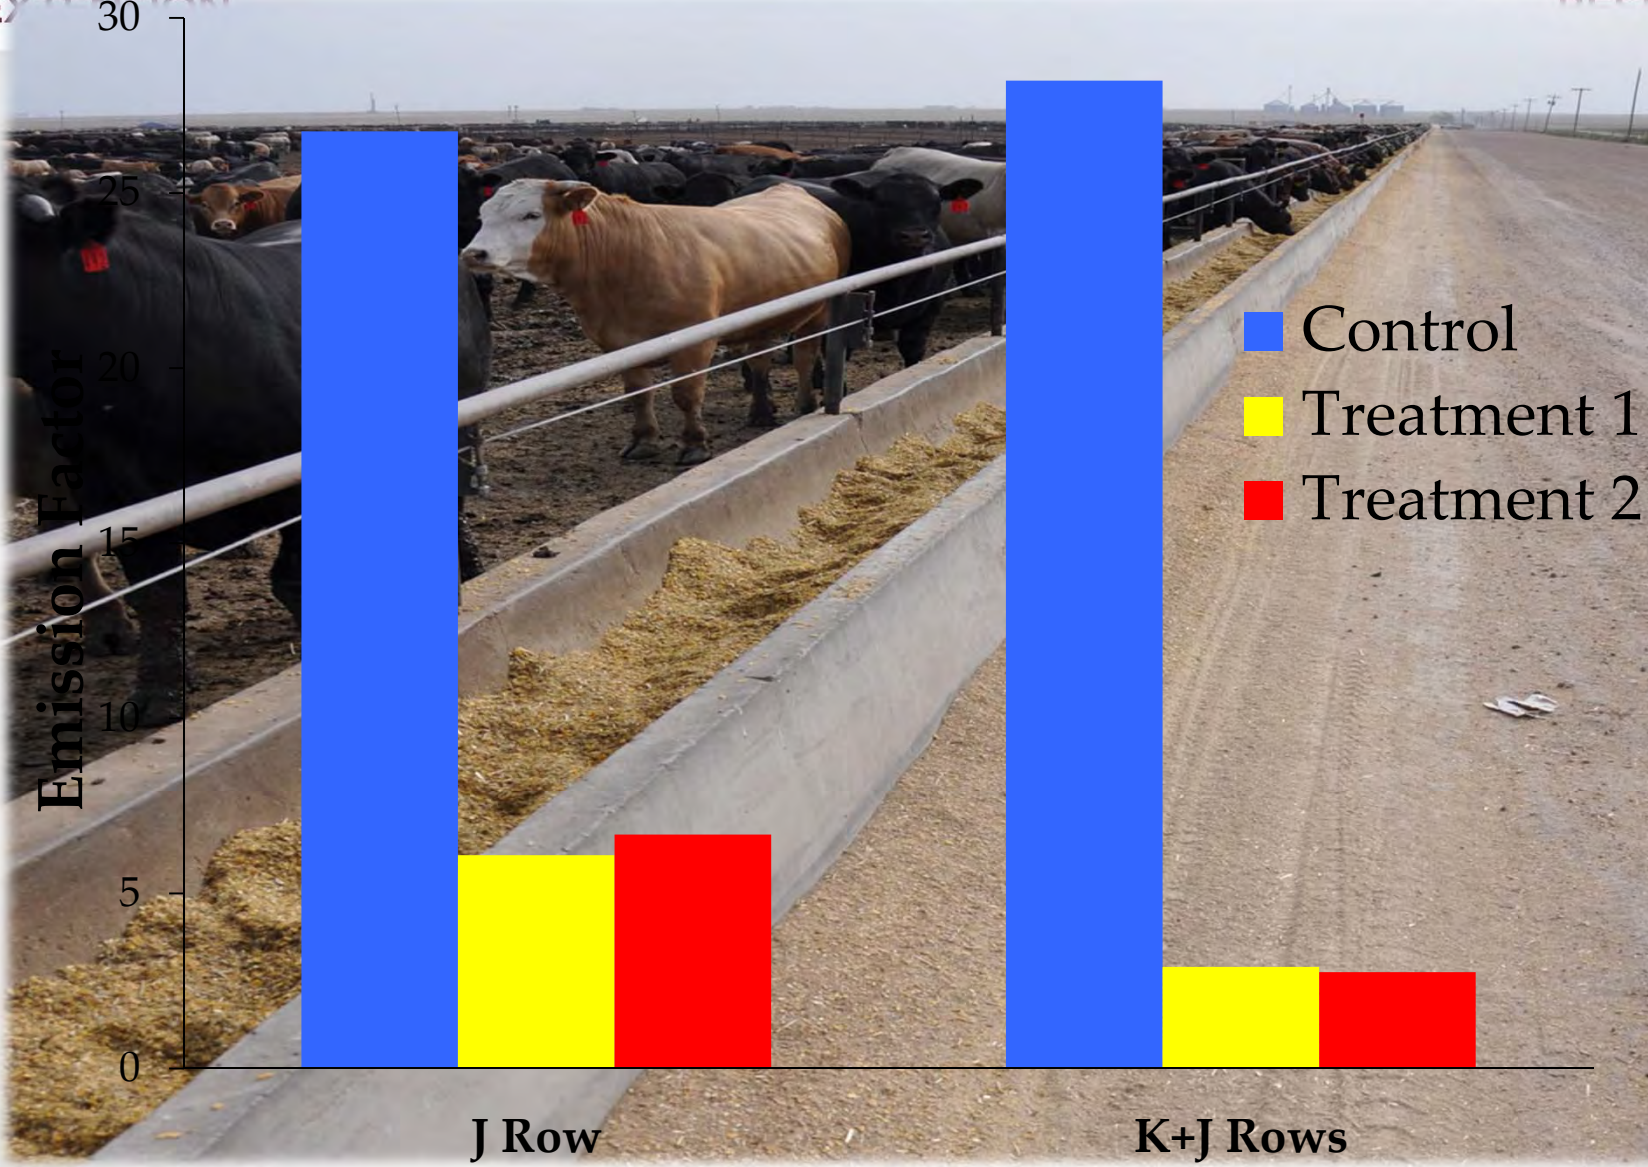 30
25
20
15
10
5
0
Emission Factor
Control
Treatment 1
Treatment 2
J Row
K+J Rows